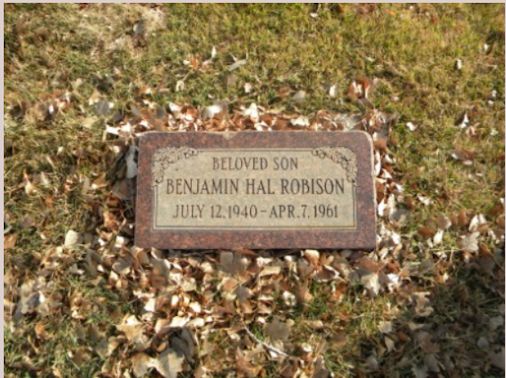 BELOVED SON
BENJAMIN HAL ROBISON
JULY 12, 1940 - APR. 7, 1961